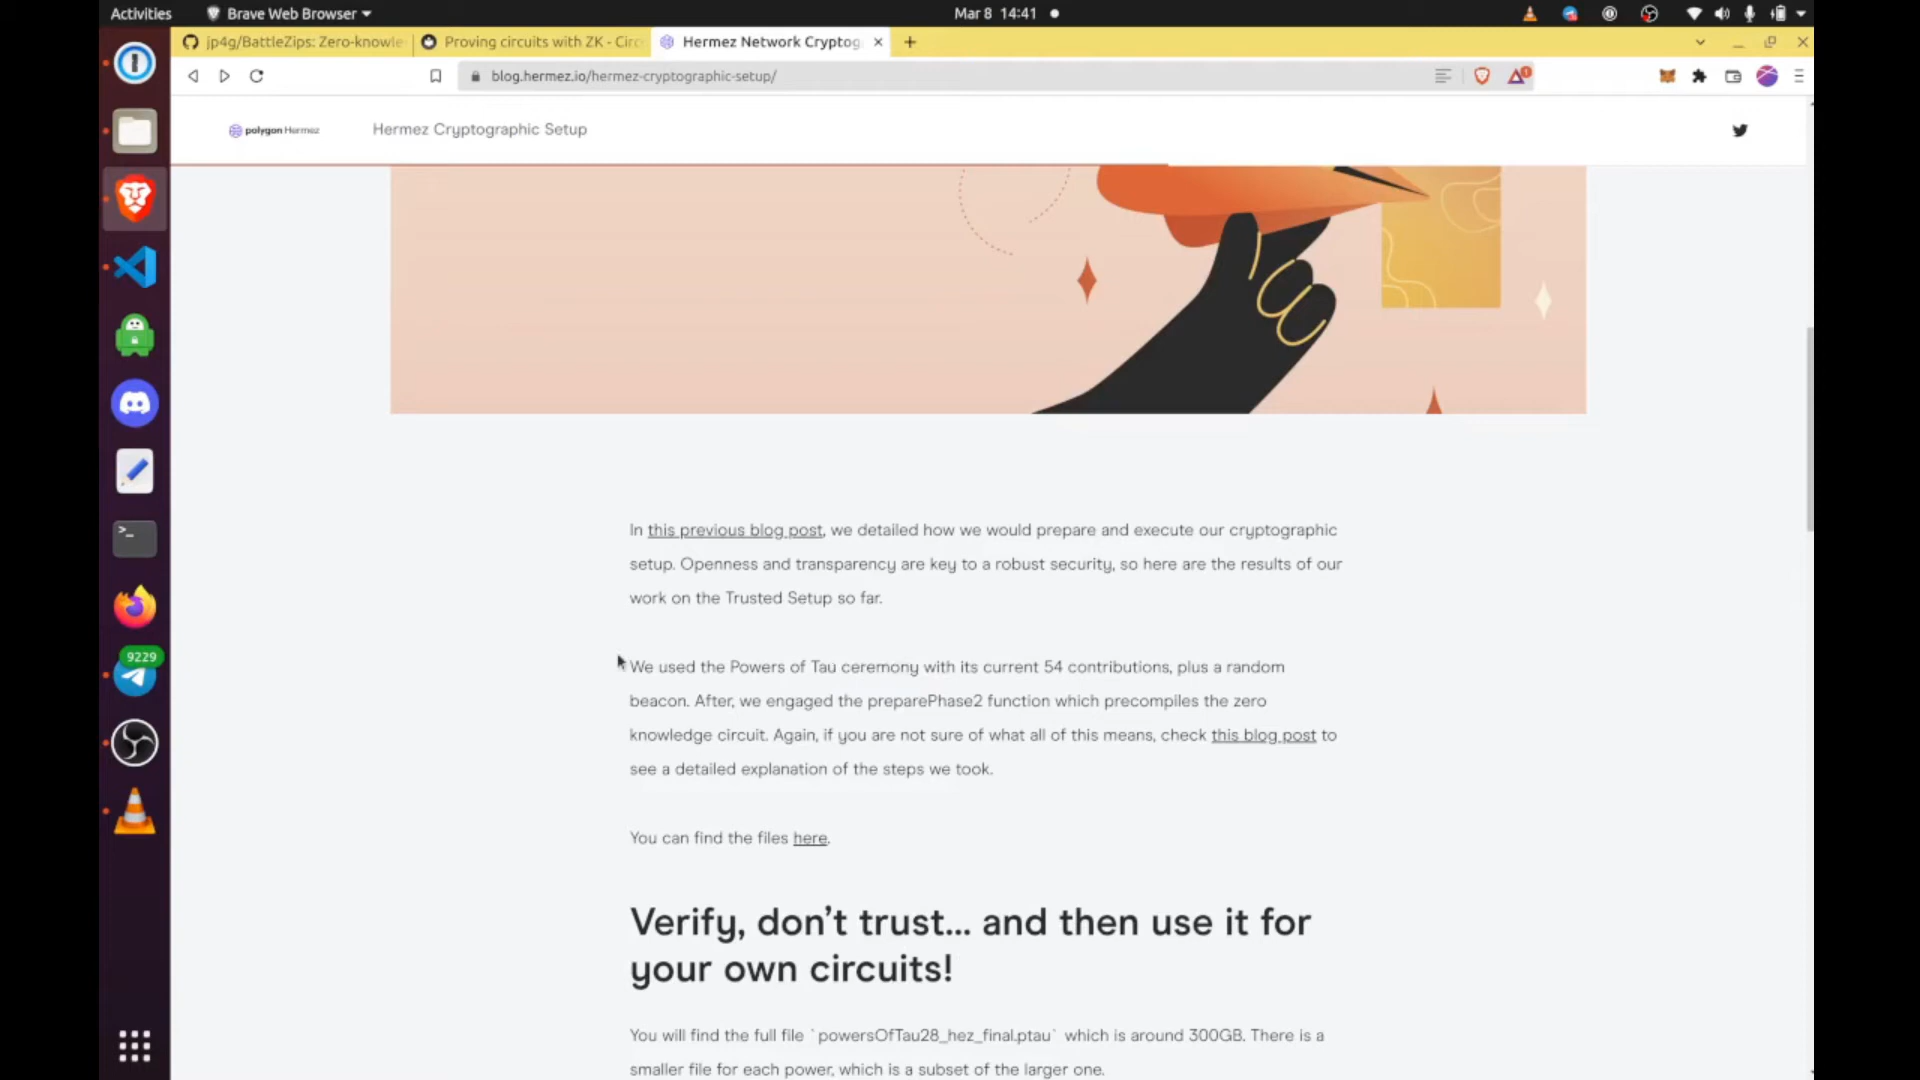 Activities
Brave Web Browser
Mar 8 14:41
jp4g/BattleZips: Zero-knowle
Proving circuits with ZK - Circ
Hermez Network Cryptog
blog.hermez.io/hermez-cryptographic-setup/
polygon Hermez
Hermez Cryptographic Setup
In this previous blog post, we detailed how we would prepare and execute our cryptographic
setup. Openness and transparency are key to a robust security, so here are the results of our
work on the Trusted Setup so far.
We used the Powers of Tau ceremony with its current 54 contributions, plus a random
beacon. After, we engaged the preparePhase2 function which precompiles the zero
knowledge circuit. Again, if you are not sure of what all of this means, check this blog post to
see a detailed explanation of the steps we took.
You can find the files here.
Verify, don’t trust… and then use it for
your own circuits!
You will find the full file `powersOfTau28_hez_final.ptau` which is around 300GB. There is a
smaller file for each power, which is a subset of the larger one.
9229